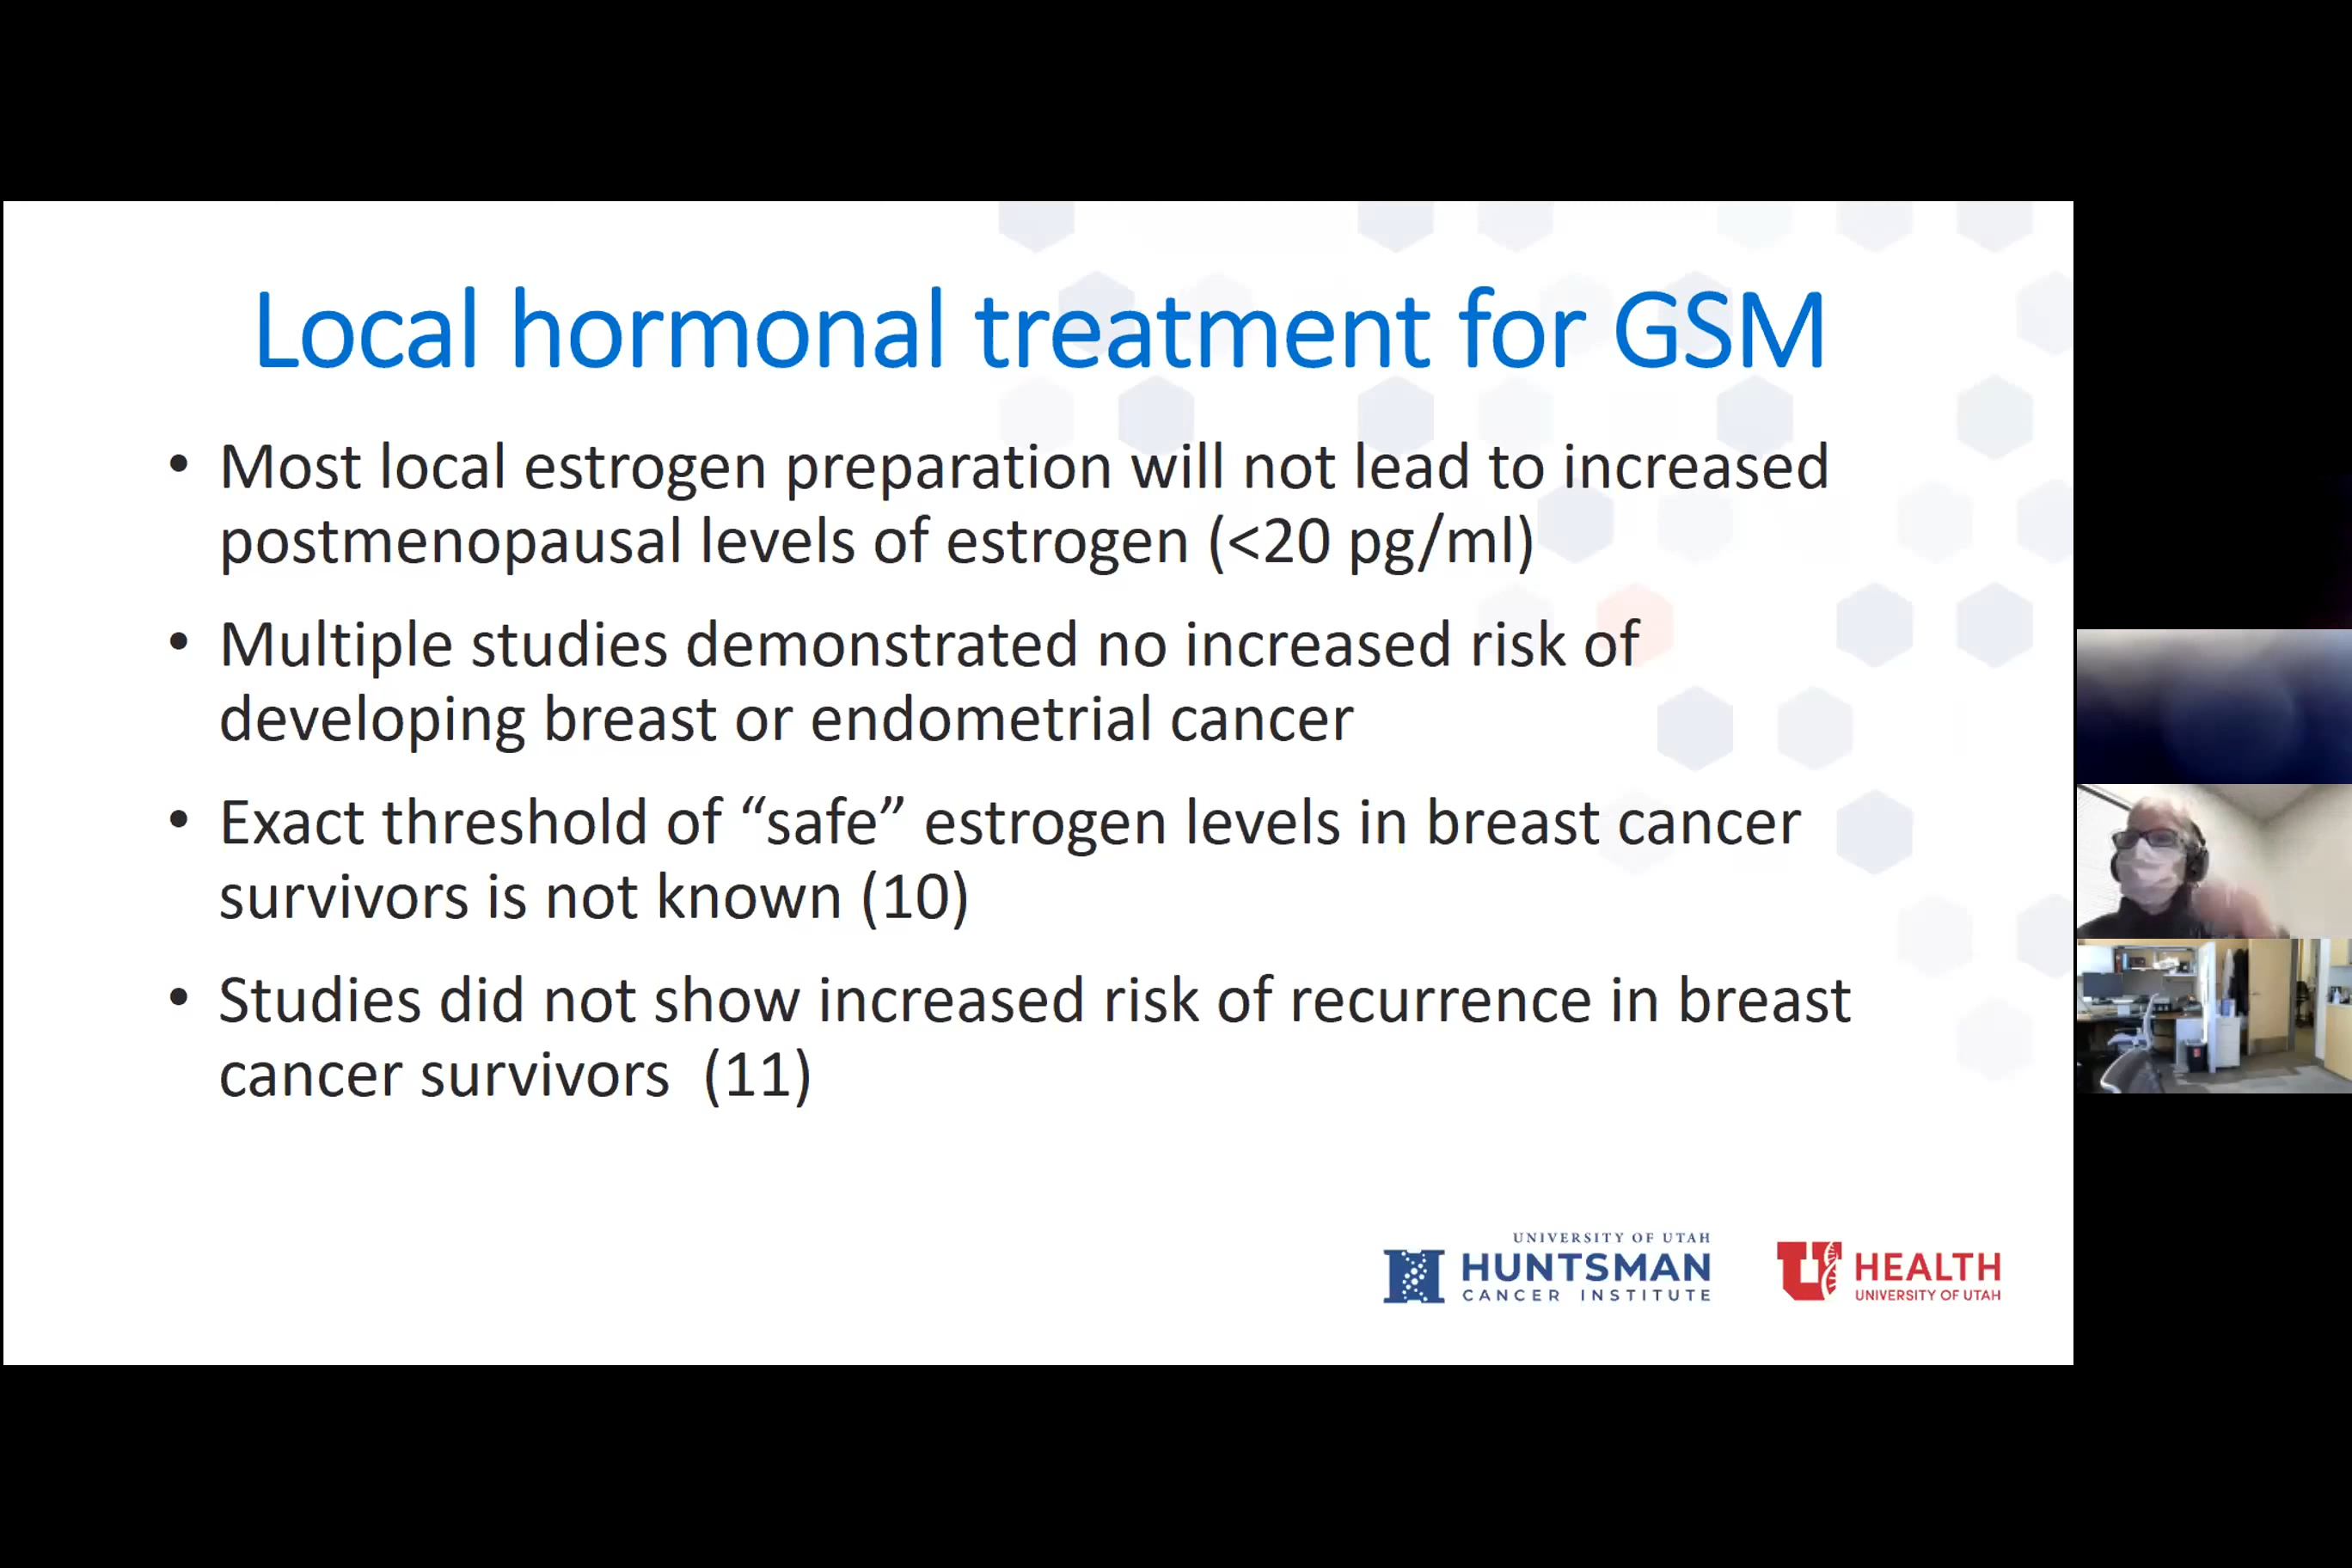 Local hormonal treatment for GSM
• Most local estrogen preparation will not lead to increased
postmenopausal levels of estrogen (<20 pg/ml)
• Multiple studies demonstrated no increased risk of
developing breast or endometrial cancer
• Exact threshold of “safe” estrogen levels in breast cancer
survivors is not known (10)
• Studies did not show increased risk of recurrence in breast
cancer survivors (11)
UNIVERSITY OF UTAH
HUNTSMAN
CANCER INSTITUTE
U HEALTH
UNIVERSITY OF UTAH